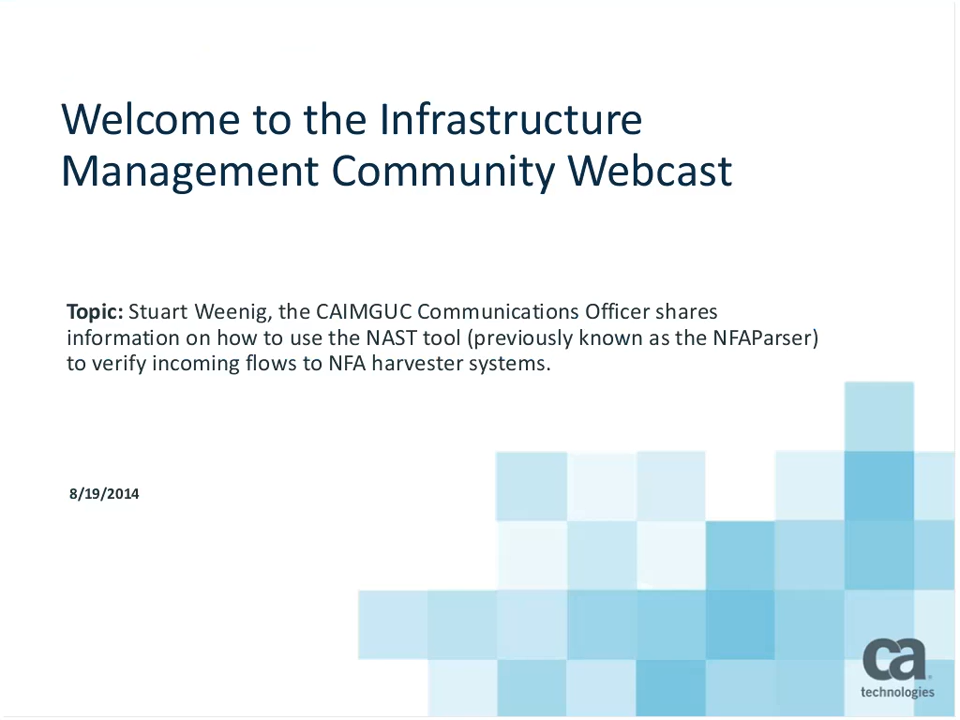 Welcome to the Infrastructure
Management Community Webcast
Topic: Stuart Weenig, the CAIMGUC Communications Officer shares
information on how to use the NAST tool (previously known as the NFAParser)
to verify incoming flows to NFA harvester systems.
8/19/2014
ca
technologies